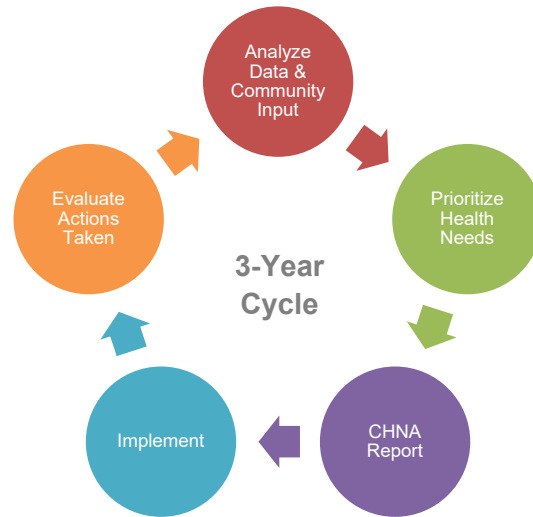 Analyze
Data &
Community
Input
Prioritize
Health
Needs
CHNA
Report
Implement
Evaluate
Actions
Taken
3-Year
Cycle